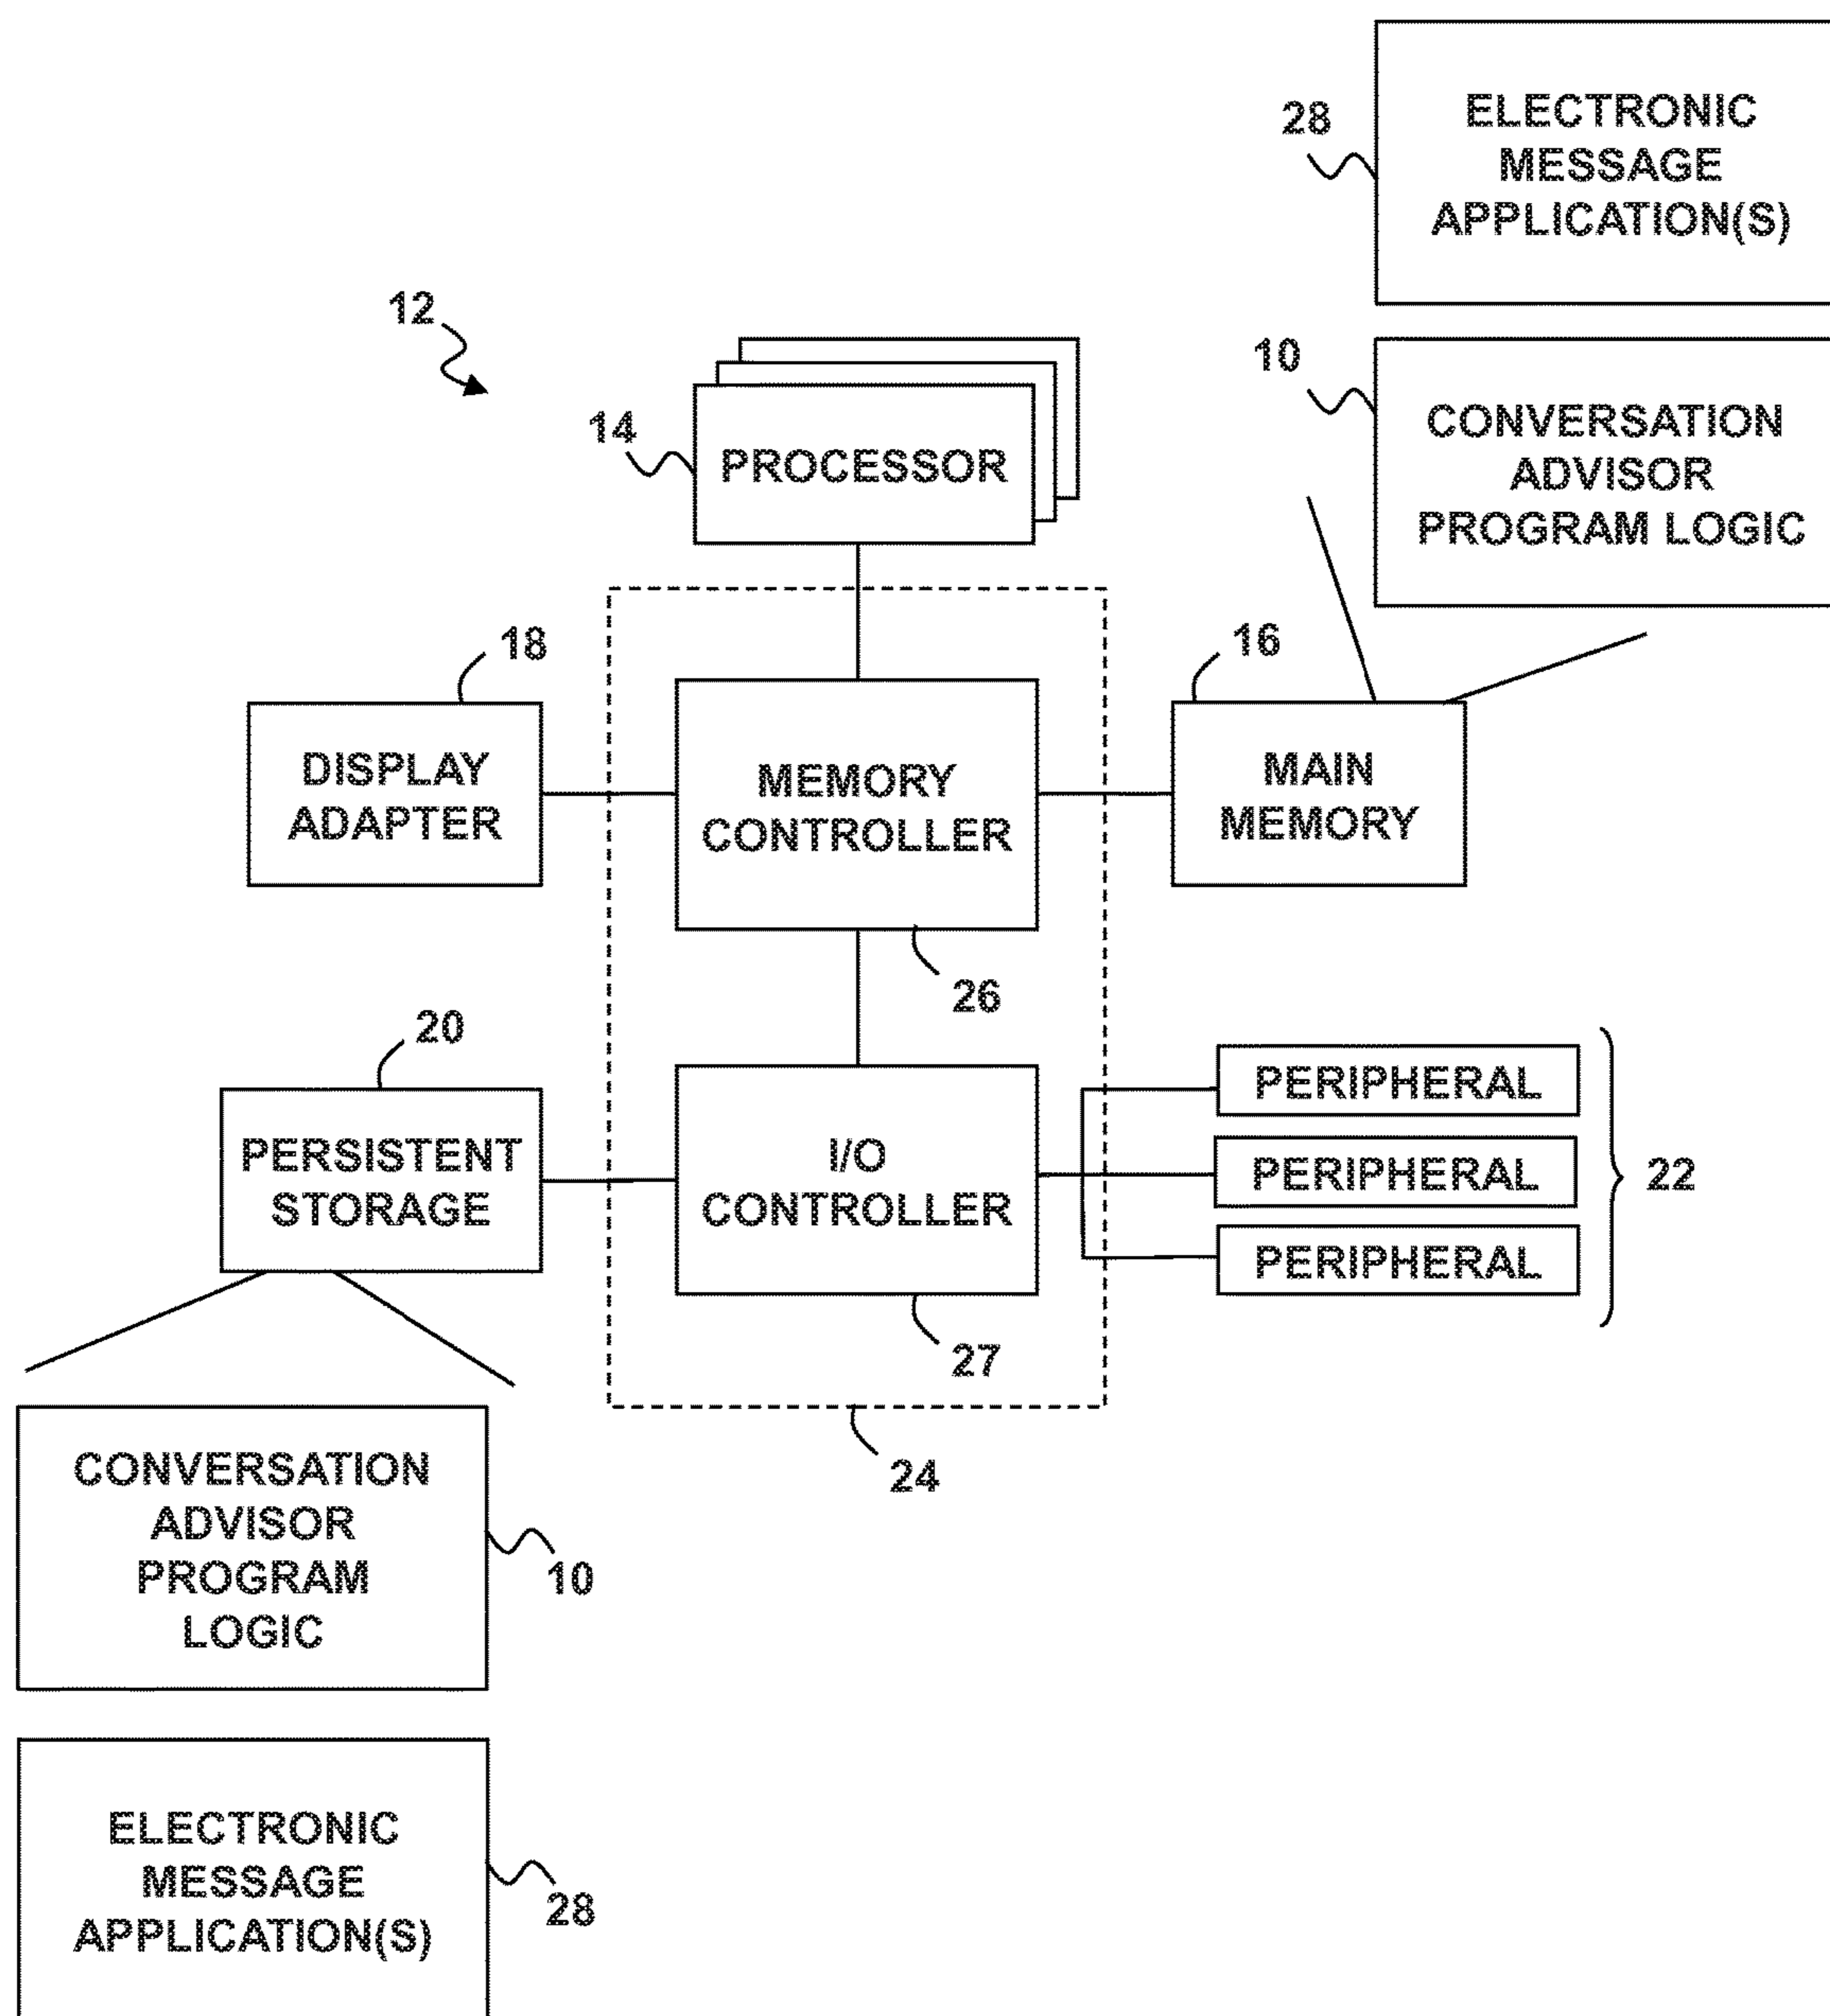 28
ELECTRONIC
MESSAGE
APPLICATION(S)
12
10
CONVERSATION
ADVISOR
PROGRAM LOGIC
14
PROCESSOR
18
16
DISPLAY
ADAPTER
MEMORY
CONTROLLER
MAIN
MEMORY
26
20
PERSISTENT
STORAGE
I/O
CONTROLLER
PERIPHERAL
PERIPHERAL
PERIPHERAL
22
27
24
CONVERSATION
ADVISOR
PROGRAM
LOGIC
10
ELECTRONIC
MESSAGE
APPLICATION(S)
28